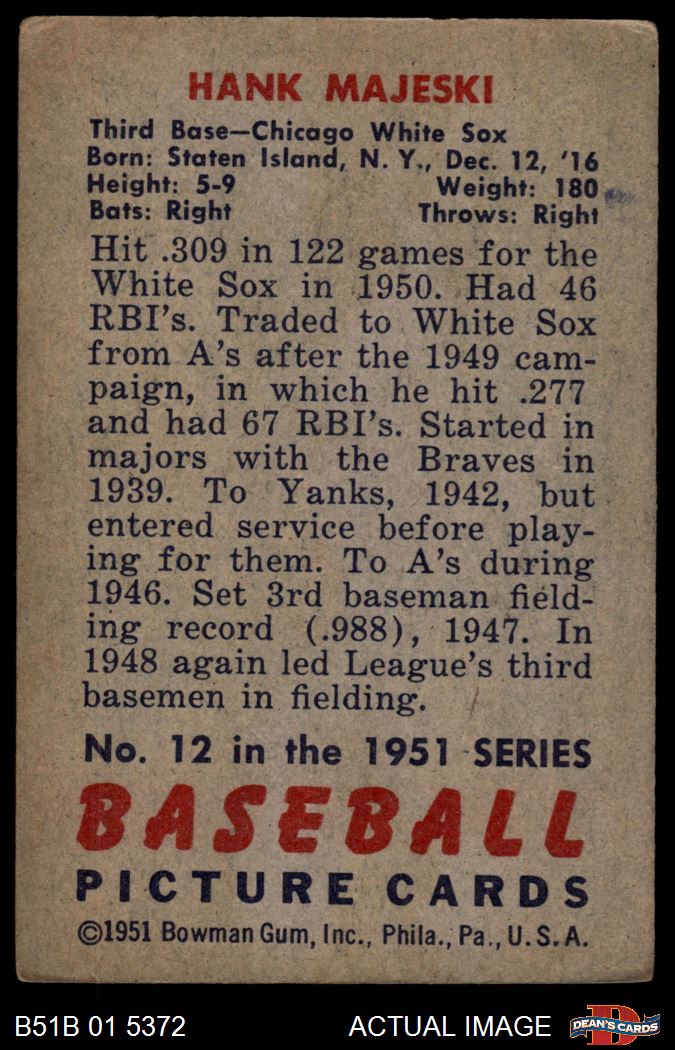 HANK MAJESKI
Third Base—Chicago White Sox
Born: Staten Island, N. Y., Dec. 12, '16
Height: 5-9 Weight: 180
Bats: Right Throws: Right
Hit .309 in 122 games for the
White Sox in 1950. Had 46
RBI's. Traded to White Sox
from A's after the 1949 cam-
paign, in which he hit .277
and had 67 RBI's. Started in
majors with the Braves in
1939. To Yanks, 1942, but
entered service before play-
ing for them. To A's during
1946. Set 3rd baseman field-
ing record (.988), 1947. In
1948 again led League's third
basemen in fielding.
No. 12 in the 1951 SERIES
BASEBALL
PICTURE CARDS
©1951 Bowman Gum, Inc., Phila., Pa., U. S. A.
B51B 01 5372 ACTUAL IMAGE D DEAN'S CARDS